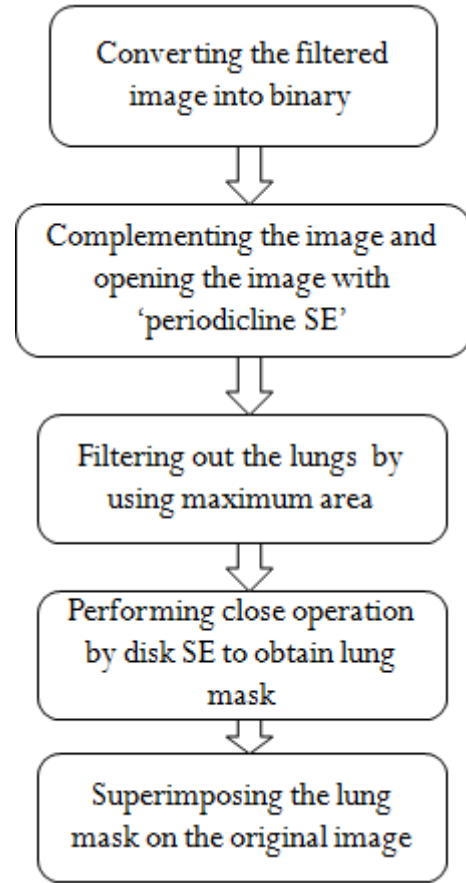 Converting the filtered
image into binary
Complementing the image and
opening the image with
‘periodicline SE’
Filtering out the lungs by
using maximum area
Performing close operation
by disk SE to obtain lung
mask
Superimposing the lung
mask on the original image